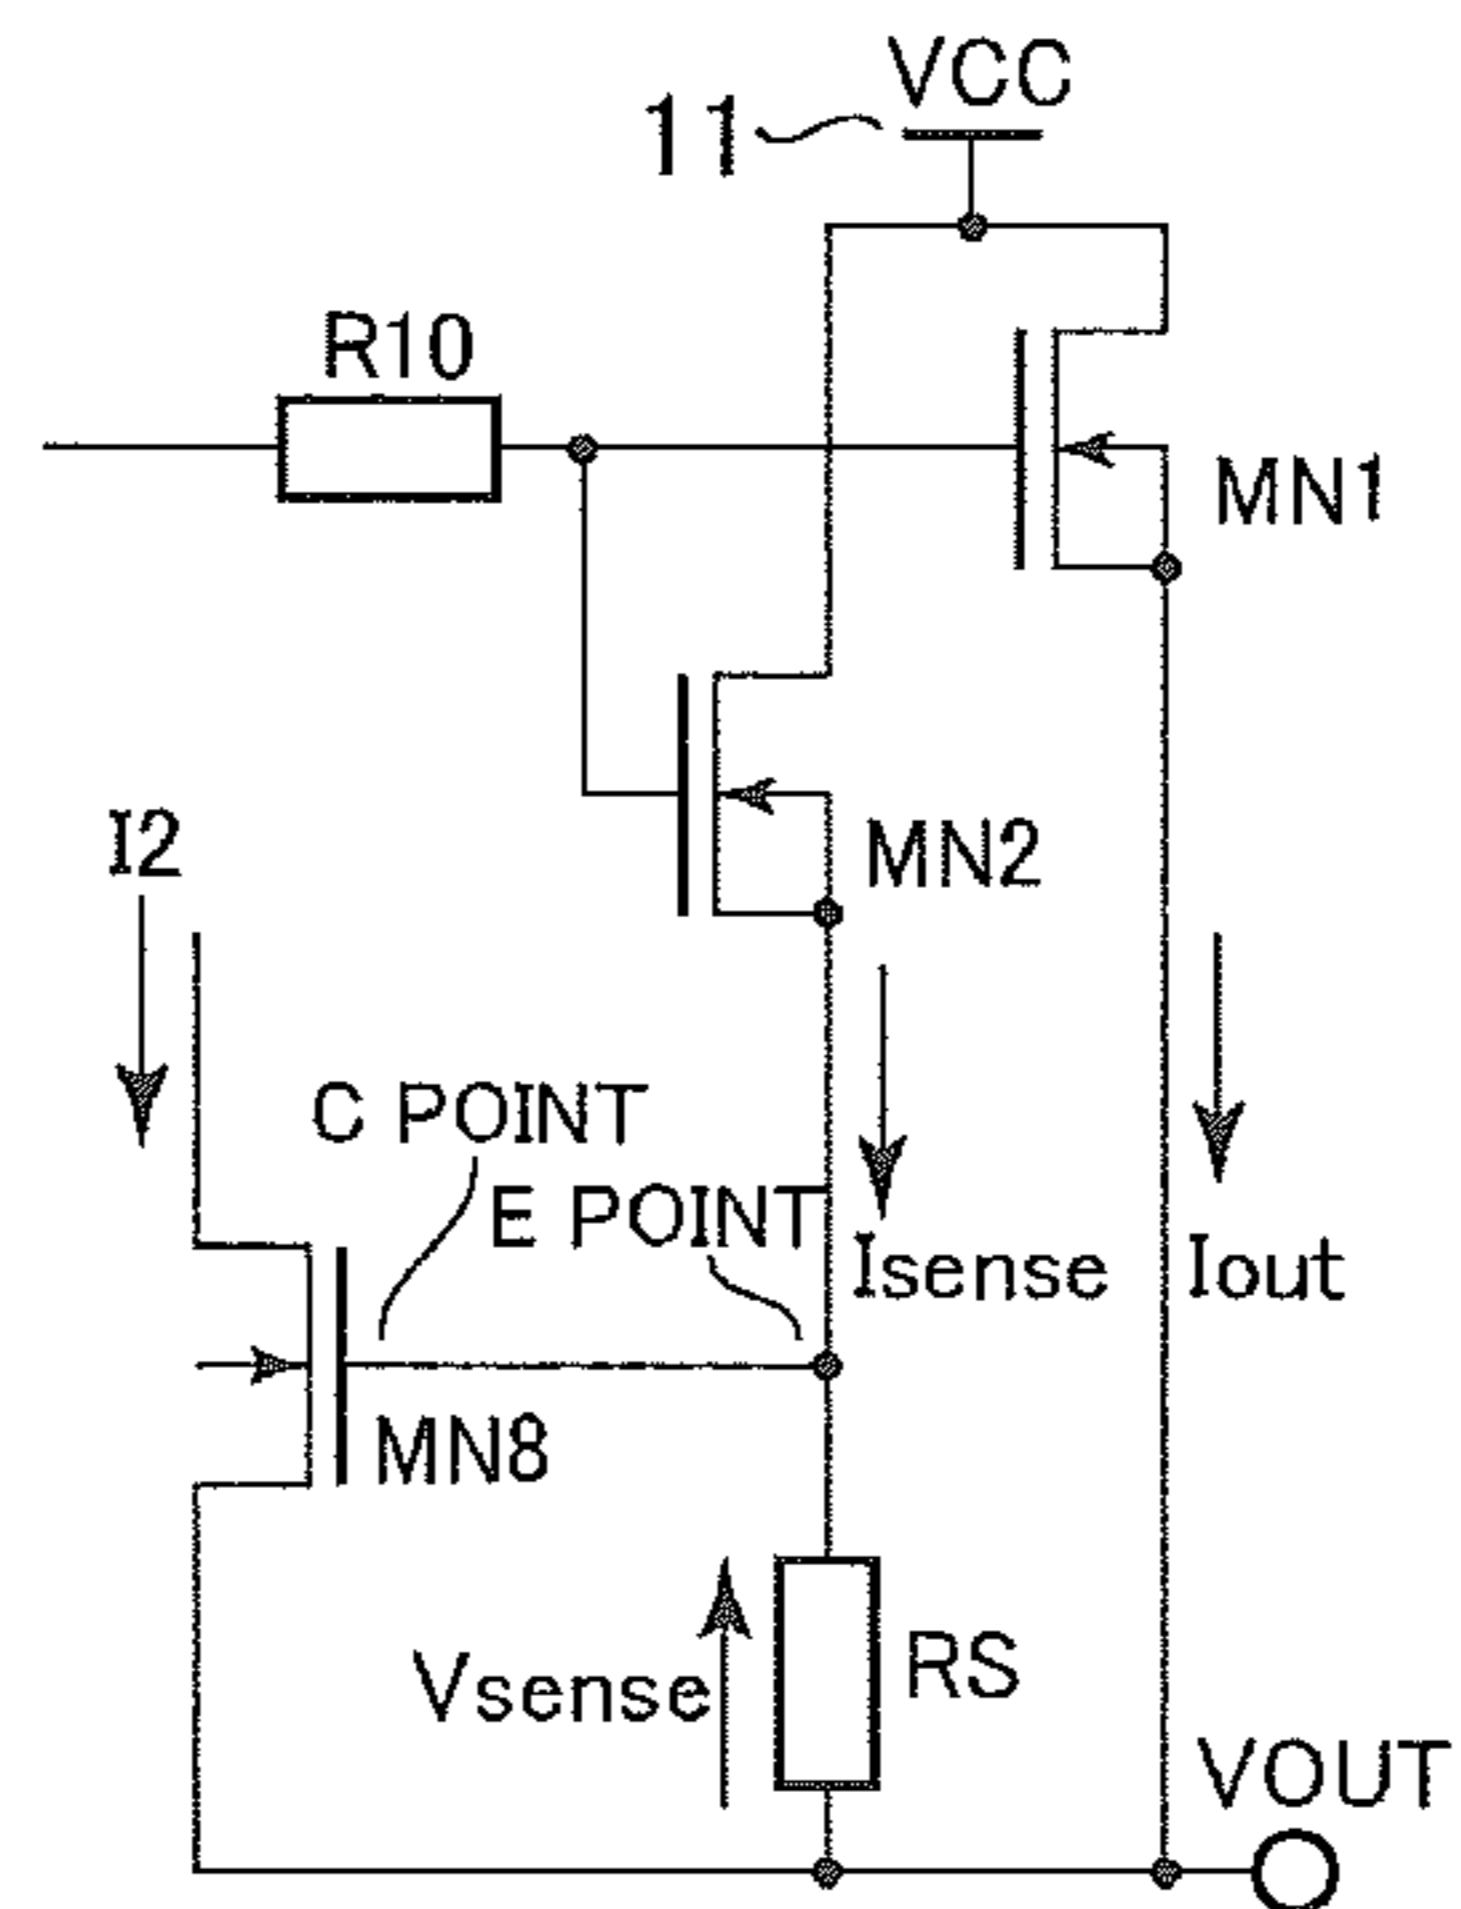 VCC
11
R10
MN1
MN2
I2
C POINT
E POINT
Isense
Iout
MN8
Vsense
RS
VOUT